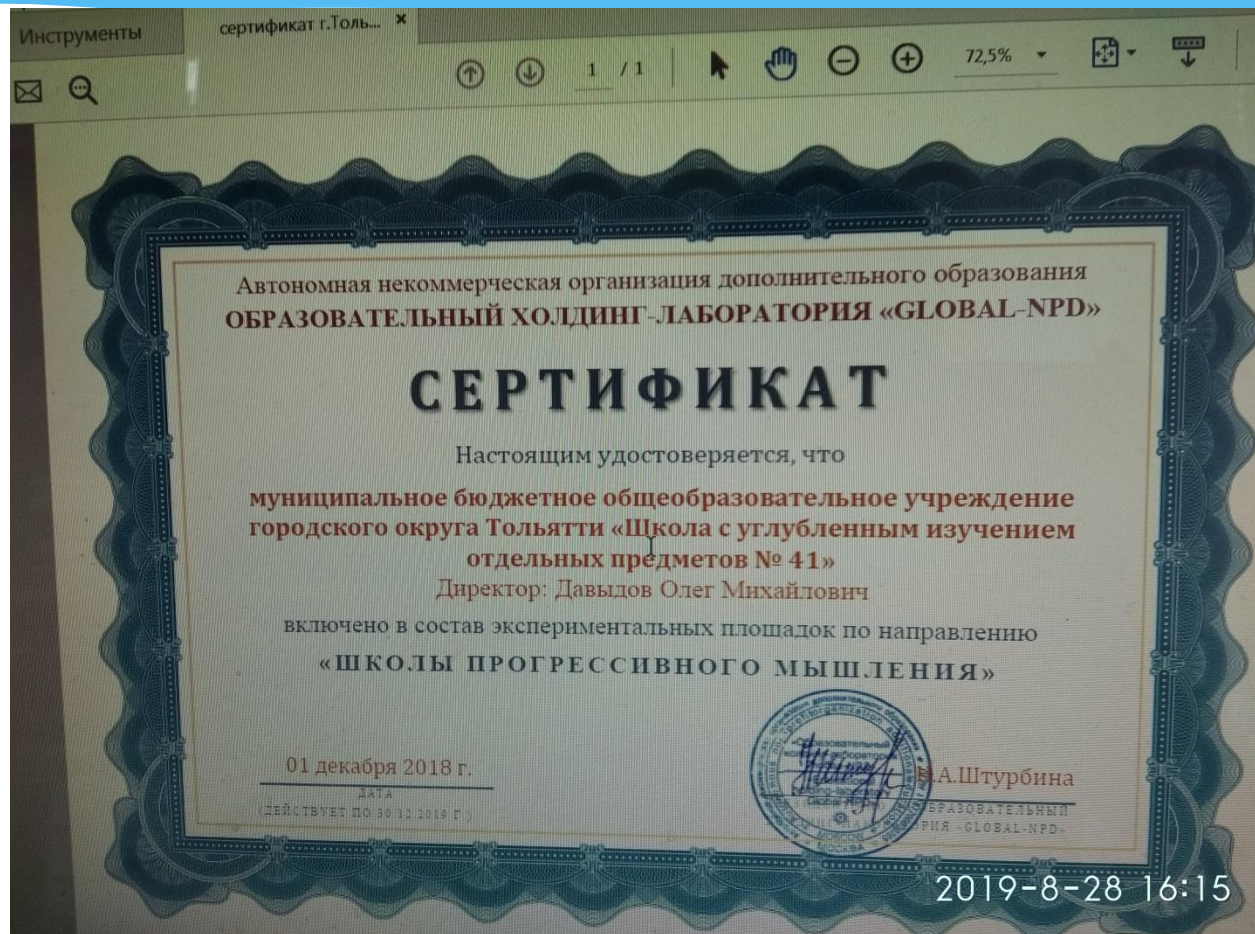 Инструменты
сертификат г.Толь... ×
1 / 1
72,5%
Автономная некоммерческая организация дополнительного образования
ОБРАЗОВАТЕЛЬНЫЙ ХОЛДИНГ-ЛАБОРАТОРИЯ «GLOBAL-NPD»
СЕРТИФИКАТ
Настоящим удостоверяется, что
муниципальное бюджетное общеобразовательное учреждение
городского округа Тольятти «Школа с углубленным изучением
отдельных предметов № 41»
Директор: Давыдов Олег Михайлович
включено в состав экспериментальных площадок по направлению
«ШКОЛЫ ПРОГРЕССИВНОГО МЫШЛЕНИЯ»
01 декабря 2018 г.
ДАТА
(ДЕЙСТВУЕТ ПО 30.12.2019 Г.)
А.Штурбина
GLOBAL-NPD»
МОСКВА
2019-8-28 16:15